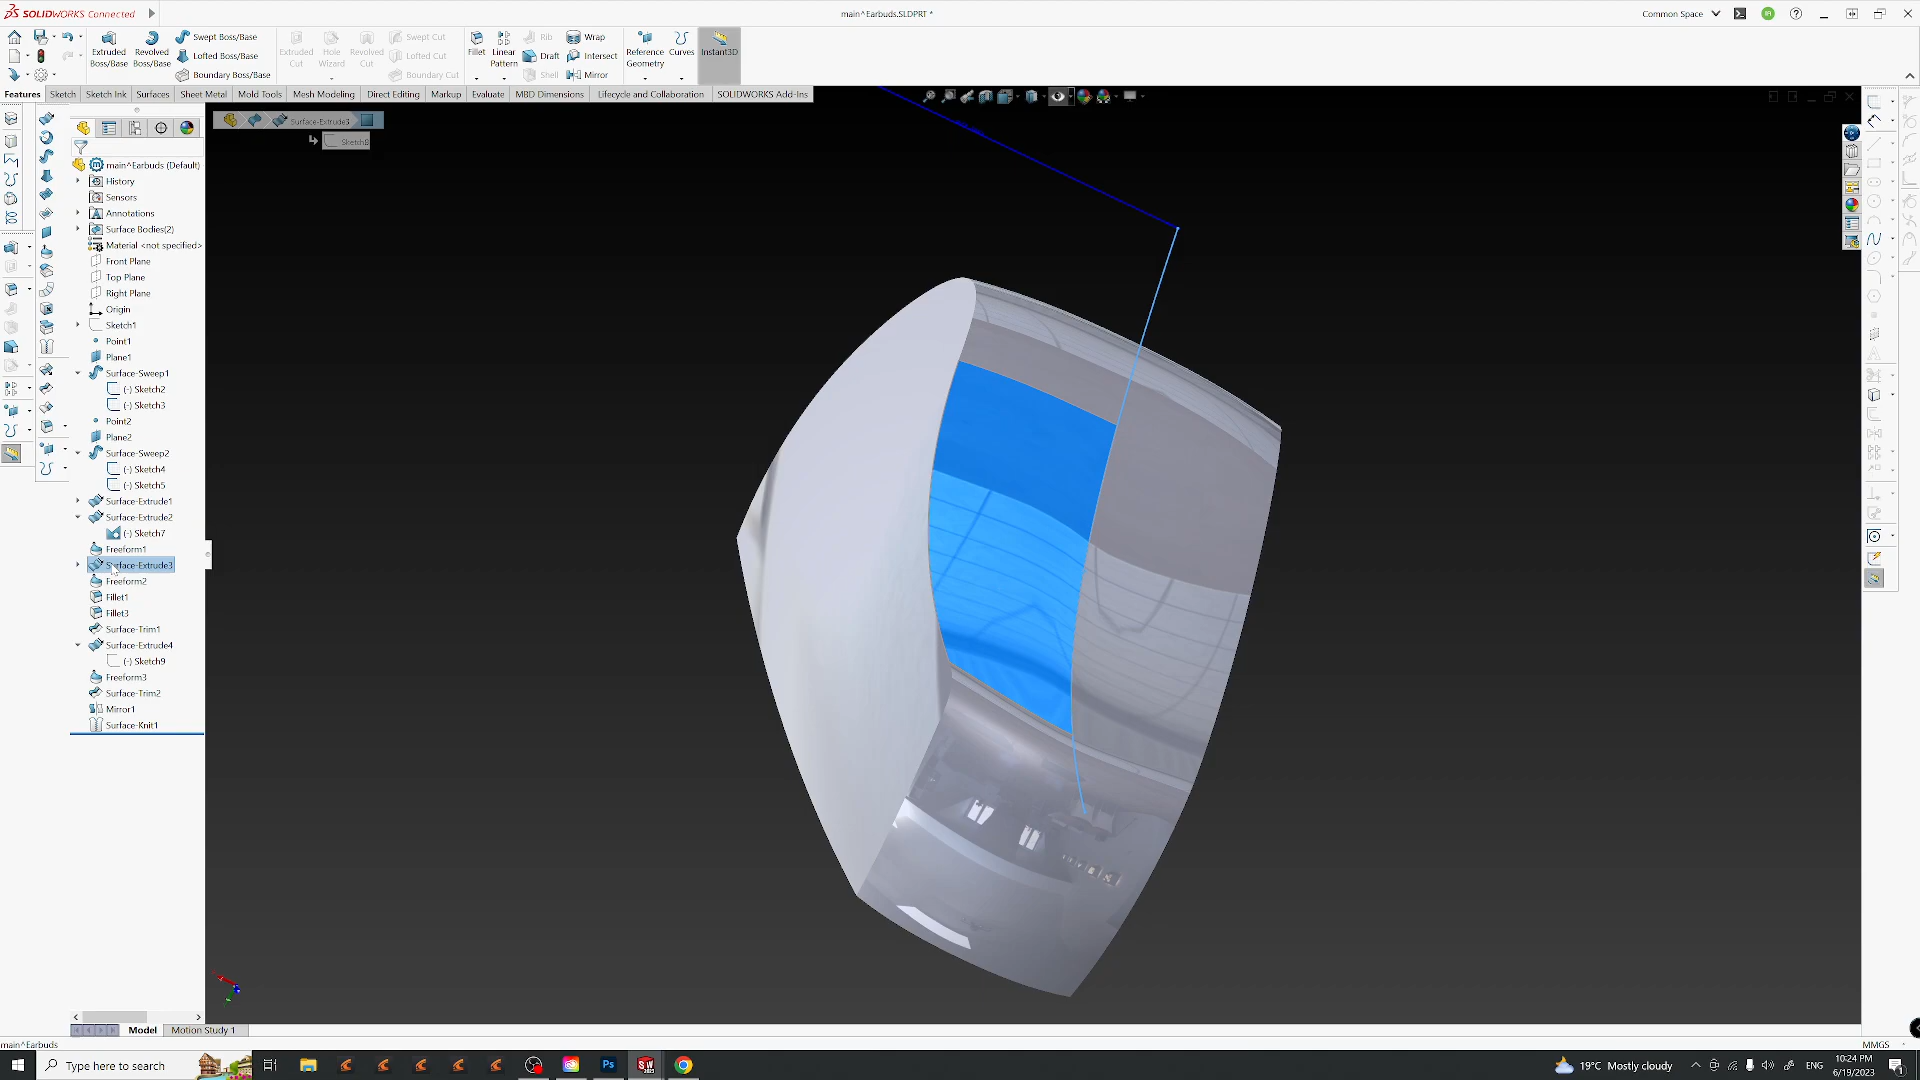 SOLIDWORKS Connected
main^Earbuds.SLDPRT *
Common Space
Extruded Boss/Base
Revolved Boss/Base
Swept Boss/Base
Lofted Boss/Base
Boundary Boss/Base
Extruded Cut
Hole Wizard
Revolved Cut
Swept Cut
Lofted Cut
Boundary Cut
Fillet
Linear Pattern
Rib
Draft
Shell
Wrap
Intersect
Mirror
Reference Geometry
Curves
Instant3D
Features
Sketch
Sketch Ink
Surfaces
Sheet Metal
Mold Tools
Mesh Modeling
Direct Editing
Markup
Evaluate
MBD Dimensions
Lifecycle and Collaboration
SOLIDWORKS Add-Ins
Surface-Extrude3
Sketch8
main^Earbuds (Default)
History
Sensors
Annotations
Surface Bodies(2)
Material <not specified>
Front Plane
Top Plane
Right Plane
Origin
Sketch1
Point1
Plane1
Surface-Sweep1
(-) Sketch2
(-) Sketch3
Point2
Plane2
Surface-Sweep2
(-) Sketch4
(-) Sketch5
Surface-Extrude1
Surface-Extrude2
(-) Sketch7
Freeform1
Surface-Extrude3
Freeform2
Fillet1
Fillet3
Surface-Trim1
Surface-Extrude4
(-) Sketch9
Freeform3
Surface-Trim2
Mirror1
Surface-Knit1
Model
Motion Study 1
main^Earbuds
MMGS
Type here to search
19°C Mostly cloudy
ENG
10:24 PM
6/19/2023